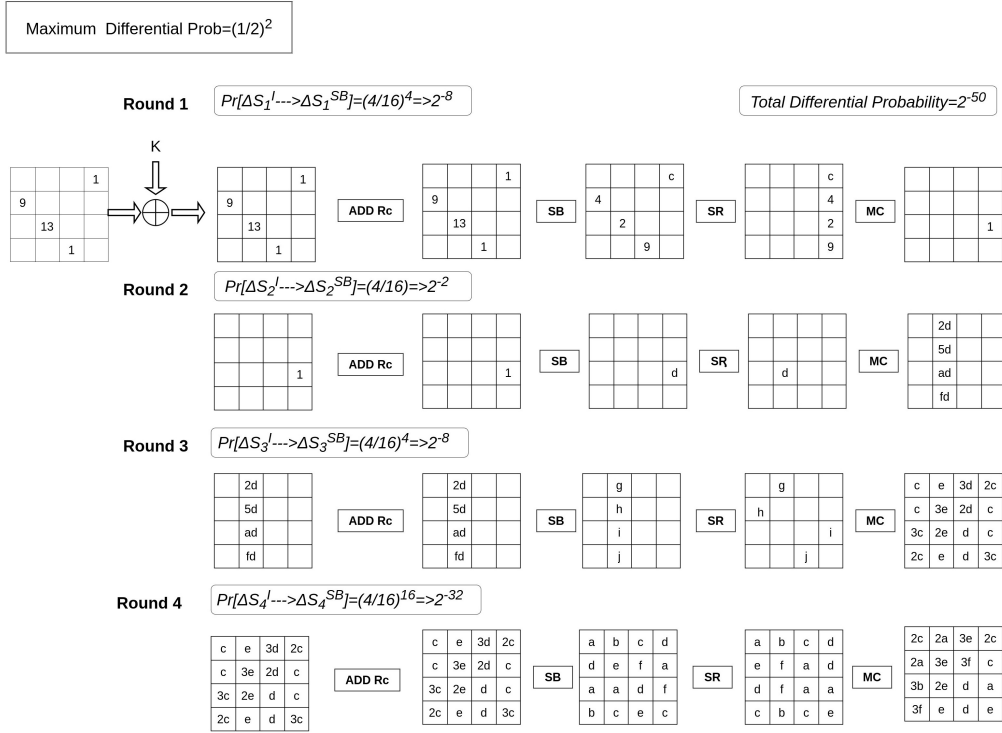 Maximum Differential Prob=(1/2)2
Round 1
Pr[ΔS1I--->ΔS1SB]=(4/16)4=>2-8
Total Differential Probability=2-50
K
1
9
13
1
1
9
13
1
ADD Rc
1
9
13
1
SB
c
4
2
9
SR
c
4
2
9
MC
1
Round 2
Pr[ΔS2I--->ΔS2SB]=(4/16)=>2-2
1
ADD Rc
1
SB
d
SR
d
MC
2d
5d
ad
fd
Round 3
Pr[ΔS3I--->ΔS3SB]=(4/16)4=>2-8
2d
5d
ad
fd
ADD Rc
2d
5d
ad
fd
SB
g
h
i
j
SR
g
h
i
j
MC
c e 3d 2c
c 3e 2d c
3c 2e d c
2c e d 3c
Round 4
Pr[ΔS4I--->ΔS4SB]=(4/16)16=>2-32
c e 3d 2c
c 3e 2d c
3c 2e d c
2c e d 3c
ADD Rc
c e 3d 2c
c 3e 2d c
3c 2e d c
2c e d 3c
SB
a b c d
d e f a
a a d f
b c e c
SR
a b c d
e f a d
d f a a
c b c e
MC
2c 2a 3e 2c
2a 3e 3f c
3b 2e d a
3f e d e